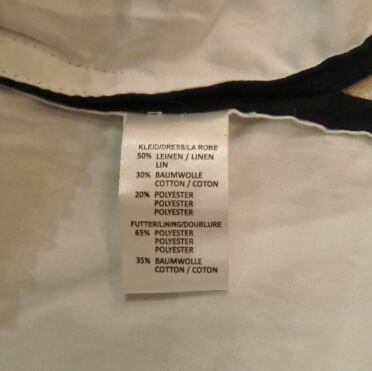 KLEID/DRESS/LA ROBE
50% LEINEN / LINEN
LIN
30% BAUMWOLLE
COTTON / COTON
20% POLYESTER
POLYESTER
POLYESTER
FUTTER/LINING/DOUBLURE
65% POLYESTER
POLYESTER
POLYESTER
35% BAUMWOLLE
COTTON / COTON